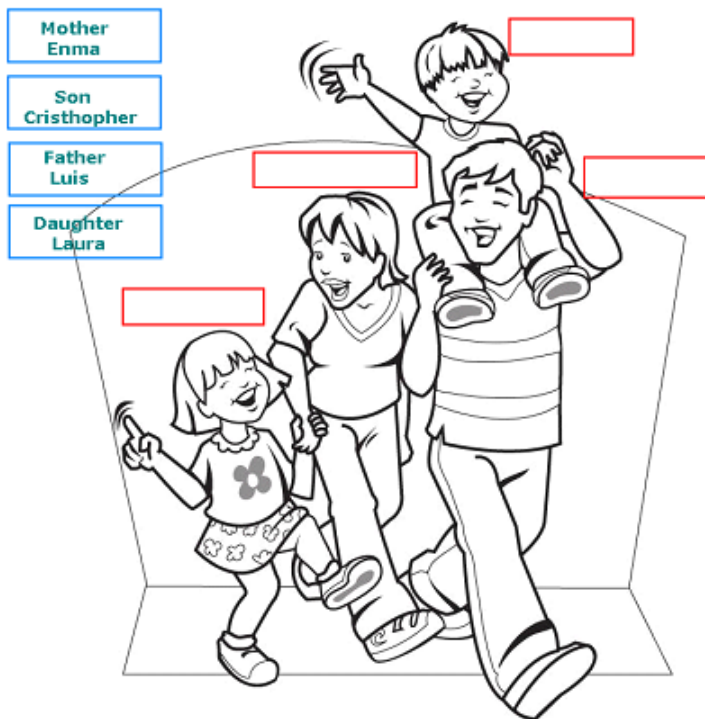 Mother
Enma
Son
Cristhopher
Father
Luis
Daughter
Laura